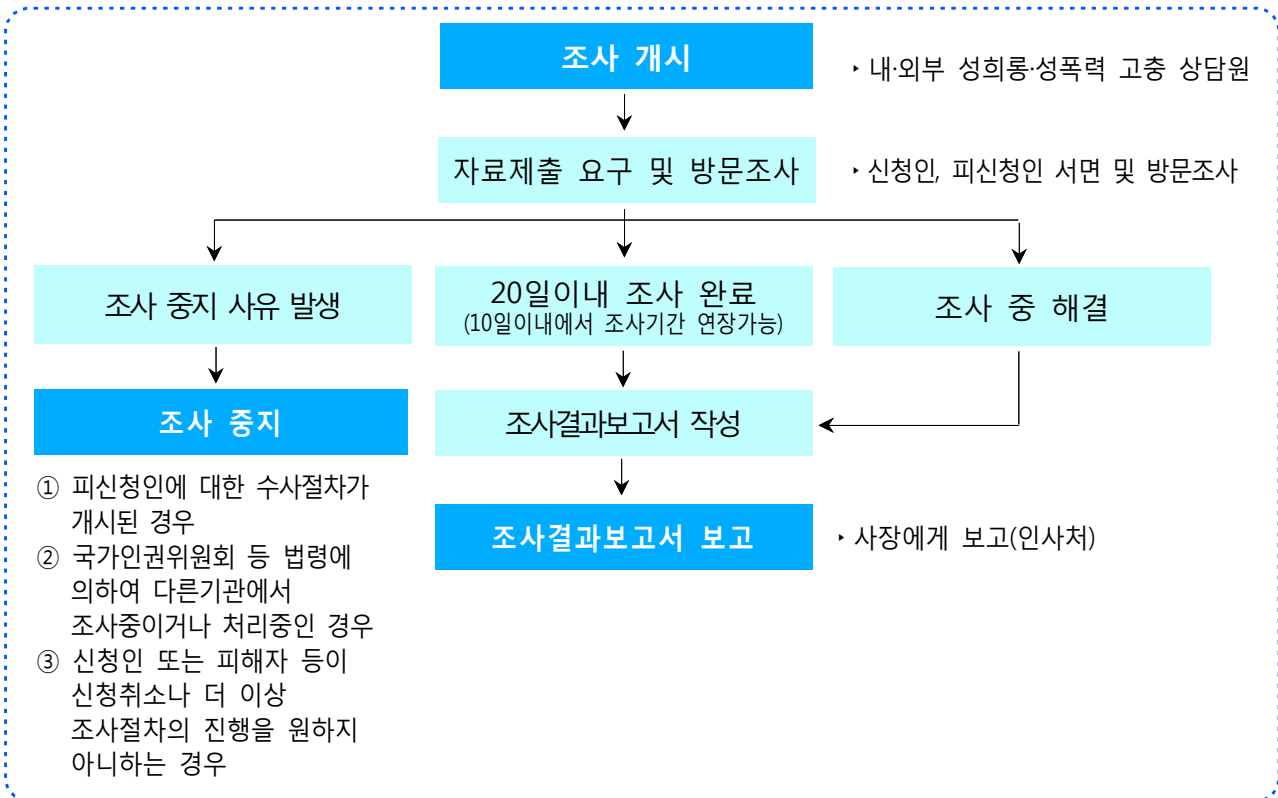 조사 개시
‣ 내·외부 성희롱·성폭력 고충 상담원
자료제출 요구 및 방문조사
‣ 신청인, 피신청인 서면 및 방문조사
조사 중지 사유 발생
20일이내 조사 완료
(10일이내에서 조사기간 연장가능)
조사 중 해결
조사 중지
조사결과보고서 작성
① 피신청인에 대한 수사절차가
개시된 경우
② 국가인권위원회 등 법령에
의하여 다른기관에서
조사중이거나 처리중인 경우
③ 신청인 또는 피해자 등이
신청취소나 더 이상
조사절차의 진행을 원하지
아니하는 경우
조사결과보고서 보고
‣ 사장에게 보고(인사처)